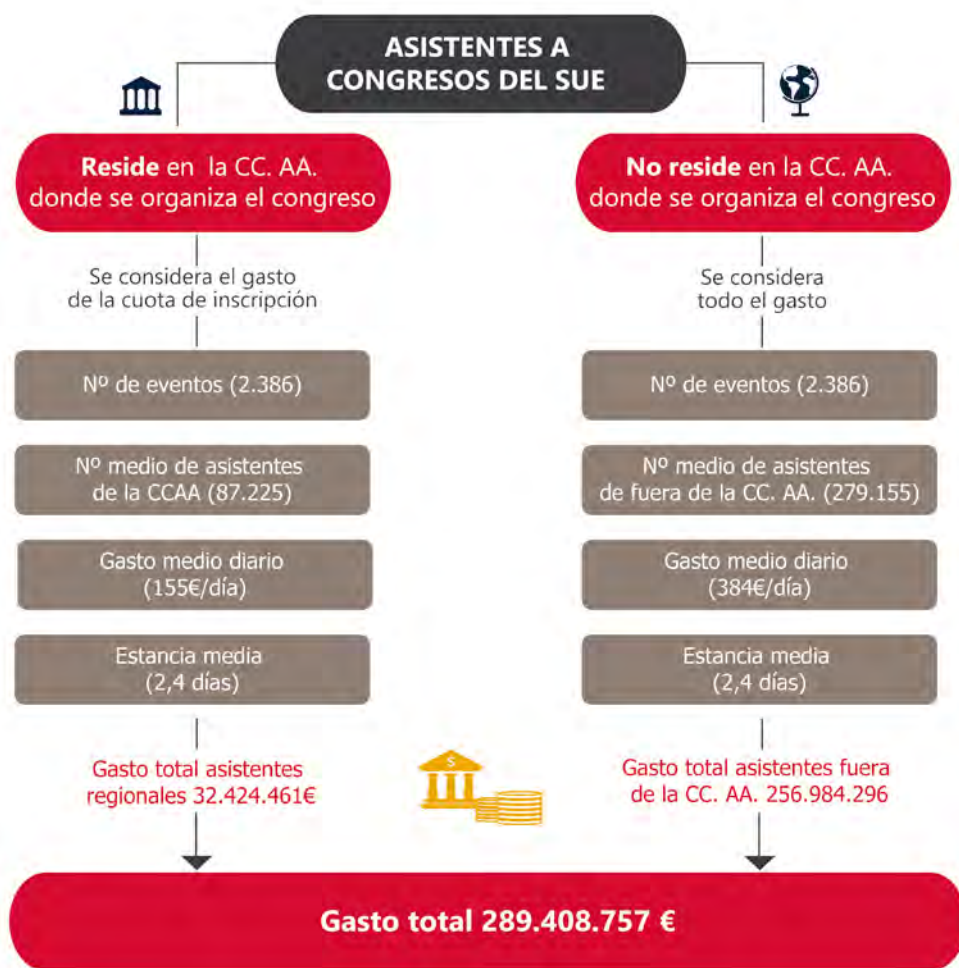 ASISTENTES A
CONGRESOS DEL SUE
Reside en la CC. AA.
donde se organiza el congreso
Se considera el gasto
de la cuota de inscripción
Nº de eventos (2.386)
Nº medio de asistentes
de la CCAA (87.225)
Gasto medio diario
(155€/día)
Estancia media
(2,4 días)
Gasto total asistentes
regionales 32.424.461€
No reside en la CC. AA.
donde se organiza el congreso
Se considera
todo el gasto
Nº de eventos (2.386)
Nº medio de asistentes
de fuera de la CC. AA. (279.155)
Gasto medio diario
(384€/día)
Estancia media
(2,4 días)
Gasto total asistentes fuera
de la CC. AA. 256.984.296
$
Gasto total 289.408.757 €